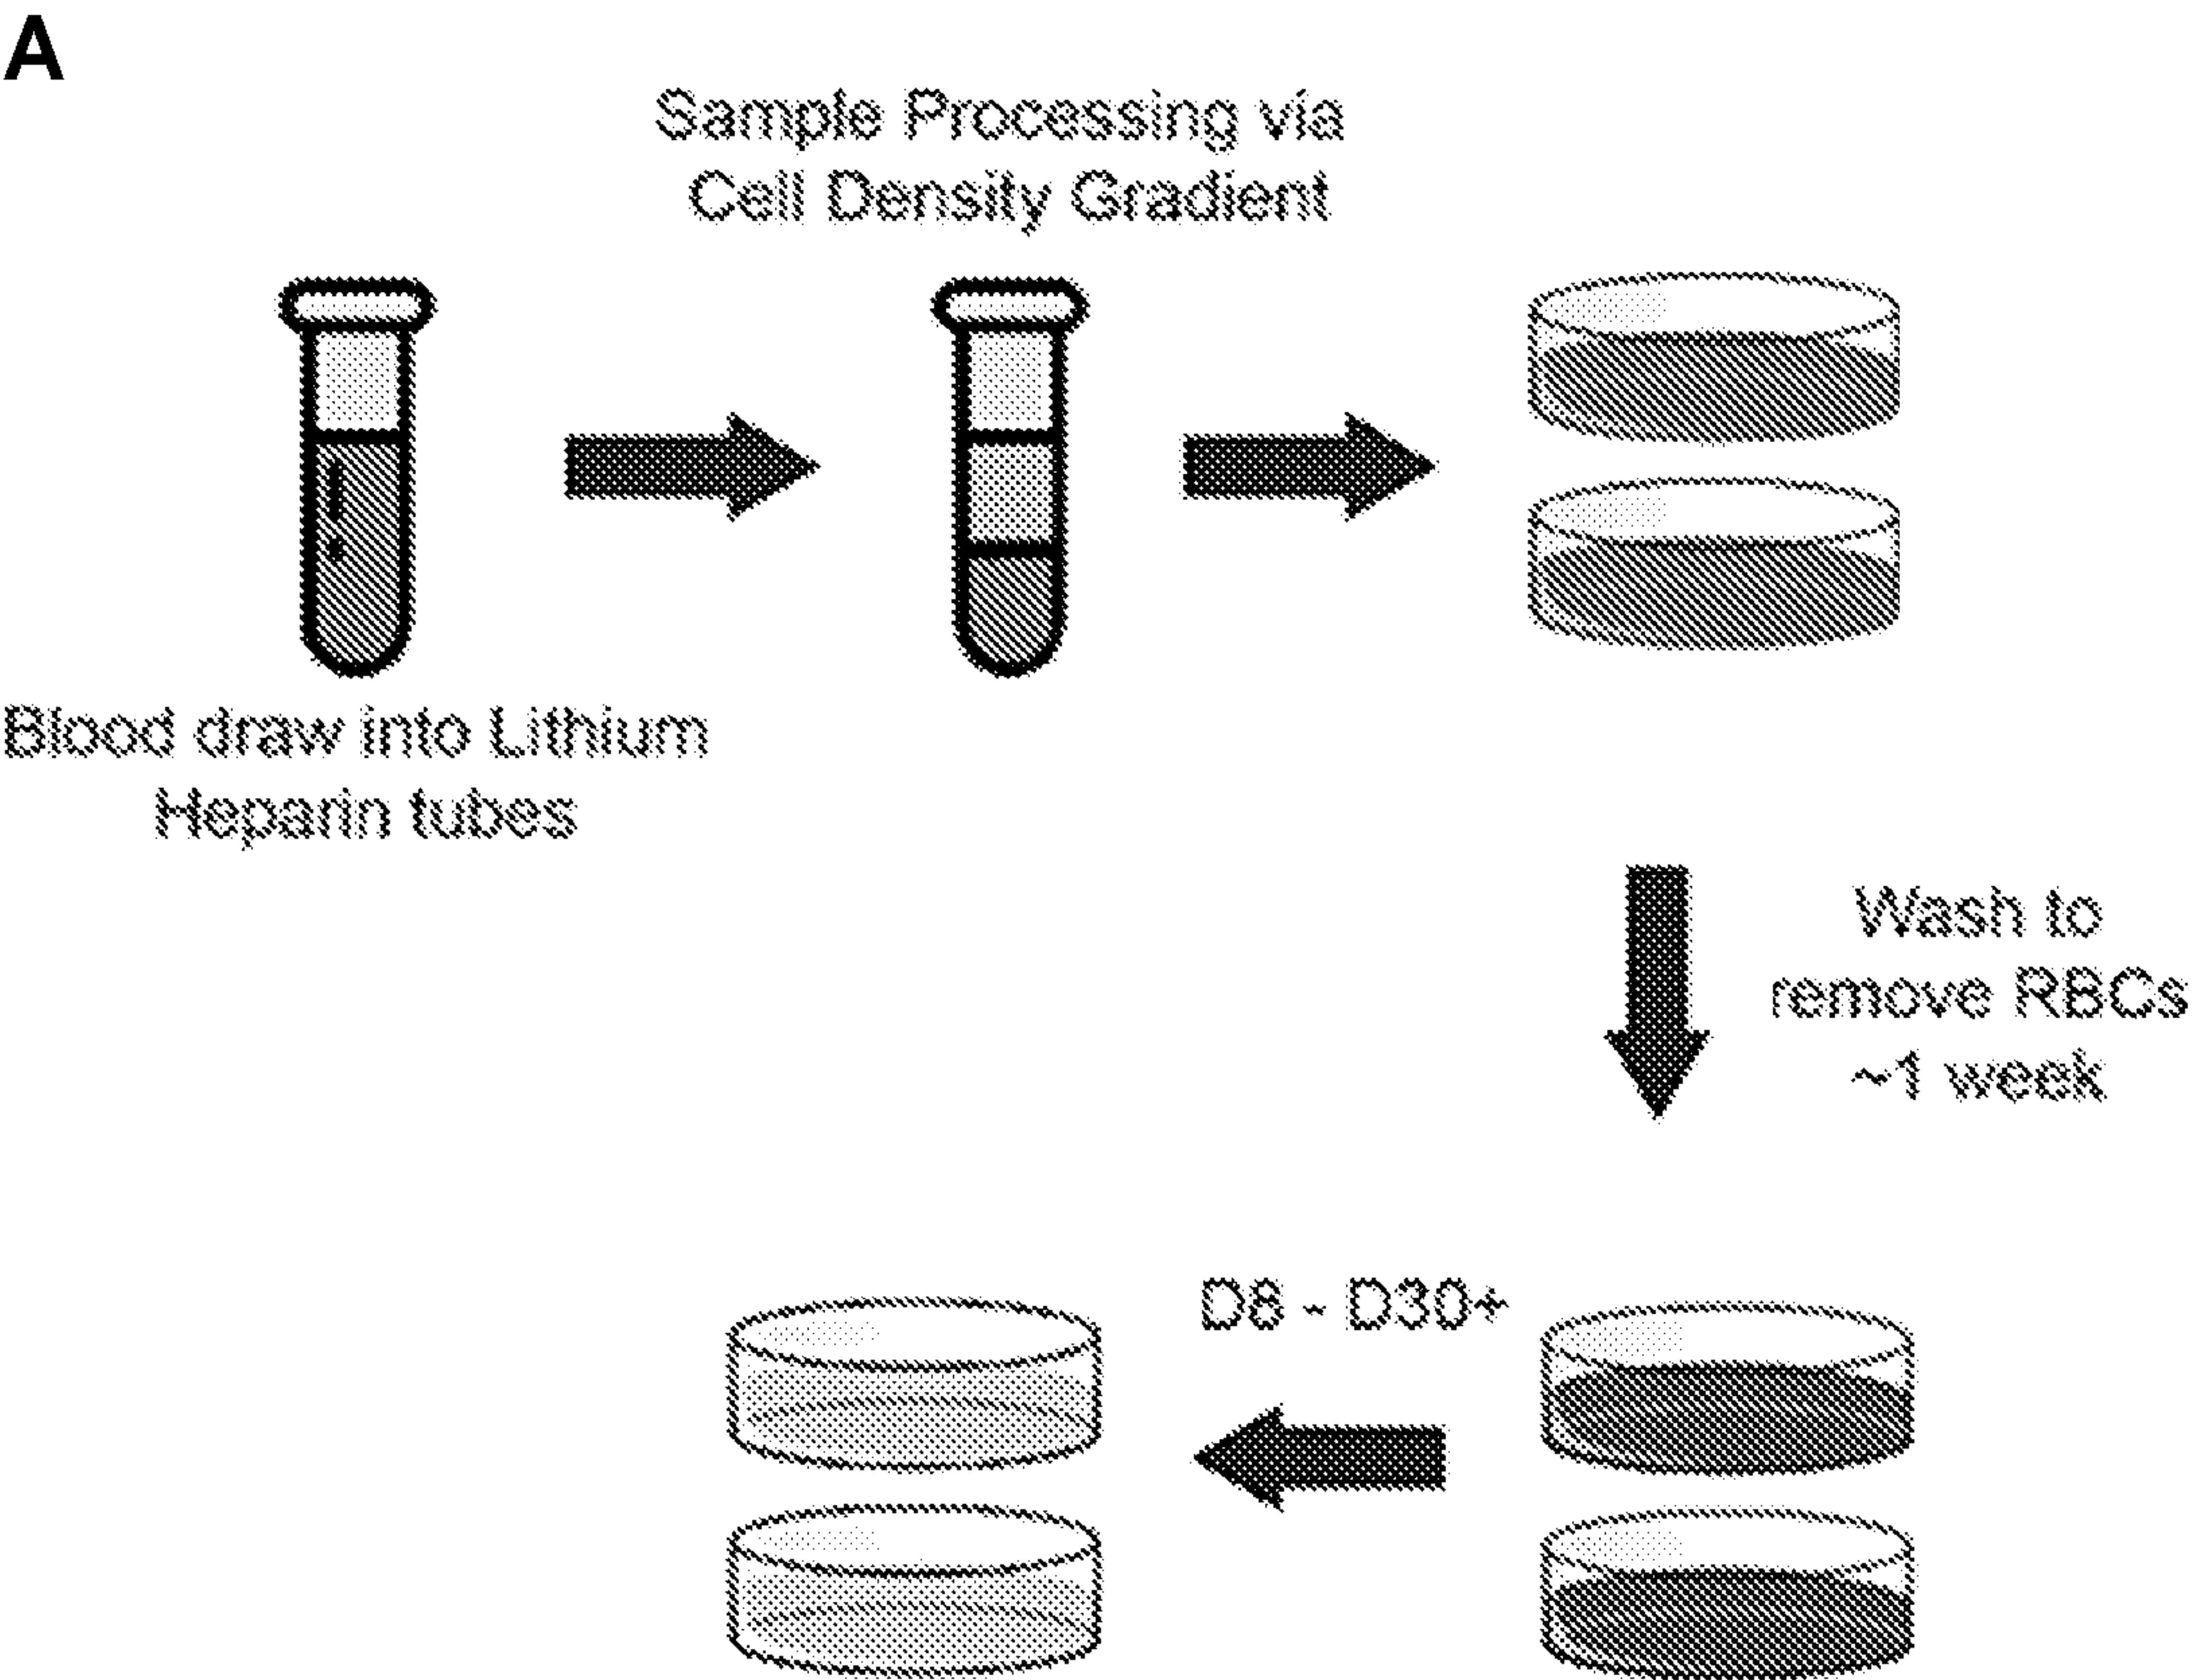 A
Sample Processing via
Cell Density Gradient
Blood draw into Lithium
Heparin tubes
Wash to
remove RBCs
~1 week
D8 - D30+